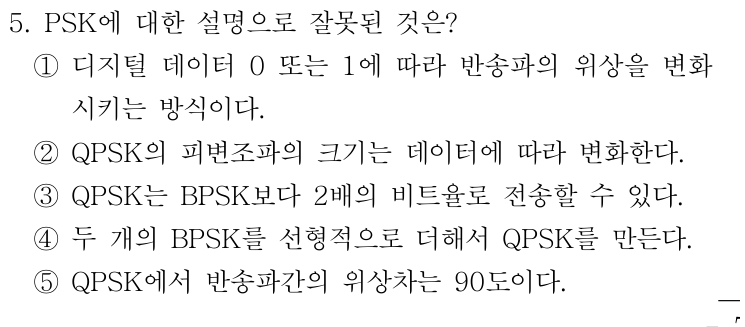 5. PSK에 대한 설명으로 잘못된 것은?
① 디지털 데이터 0 또는 1에 따라 반송파의 위상을 변화
시키는 방식이다.
② QPSK의 피변조파의 크기는 데이터에 따라 변화한다.
③ QPSK는 BPSK보다 2배의 비트율로 전송할 수 있다.
④ 두 개의 BPSK를 선형적으로 더해서 QPSK를 만든다.
⑤ QPSK에서 반송파간의 위상차는 90도이다.